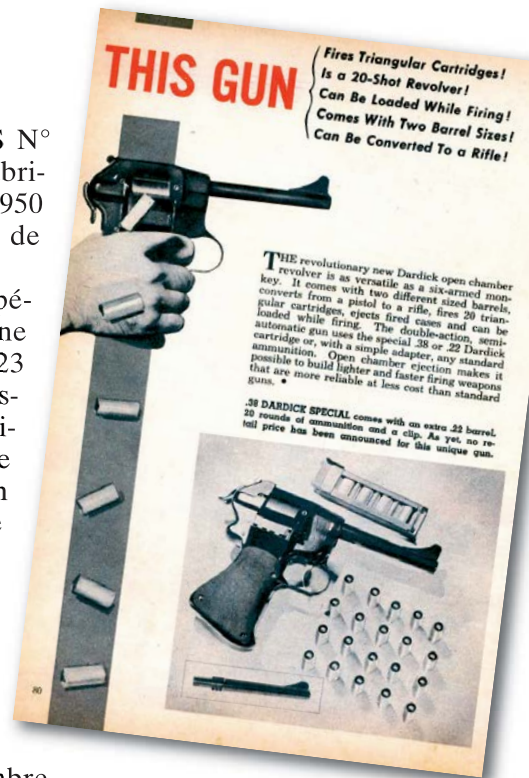 THIS GUN
Fires Triangular Cartridges!
Is a 20-Shot Revolver!
Can Be Loaded While Firing!
Comes With Two Barrel Sizes!
Can Be Converted To a Rifle!
THE revolutionary new Dardick open chamber
revolver is as versatile as a six-armed mon-
key. It comes with two different sized barrels,
converts from a pistol to a rifle, fires 20 trian-
gular cartridges, ejects fired cases and can be
loaded while firing. The double-action, semi-
automatic gun uses the special .38 or .22 Dardick
cartridge or, with a simple adapter, any standard
ammunition. Open chamber ejection makes it
possible to build lighter and faster firing weapons
that are more reliable at less cost than standard
guns. •
.38 DARDICK SPECIAL comes with an extra .22 barrel,
20 rounds of ammunition and a clip. As yet, no re-
tail price has been announced for this unique gun.
80
N°
bri-
950
de
pé-
ne
23
s-
i-
e
n
e
mbre